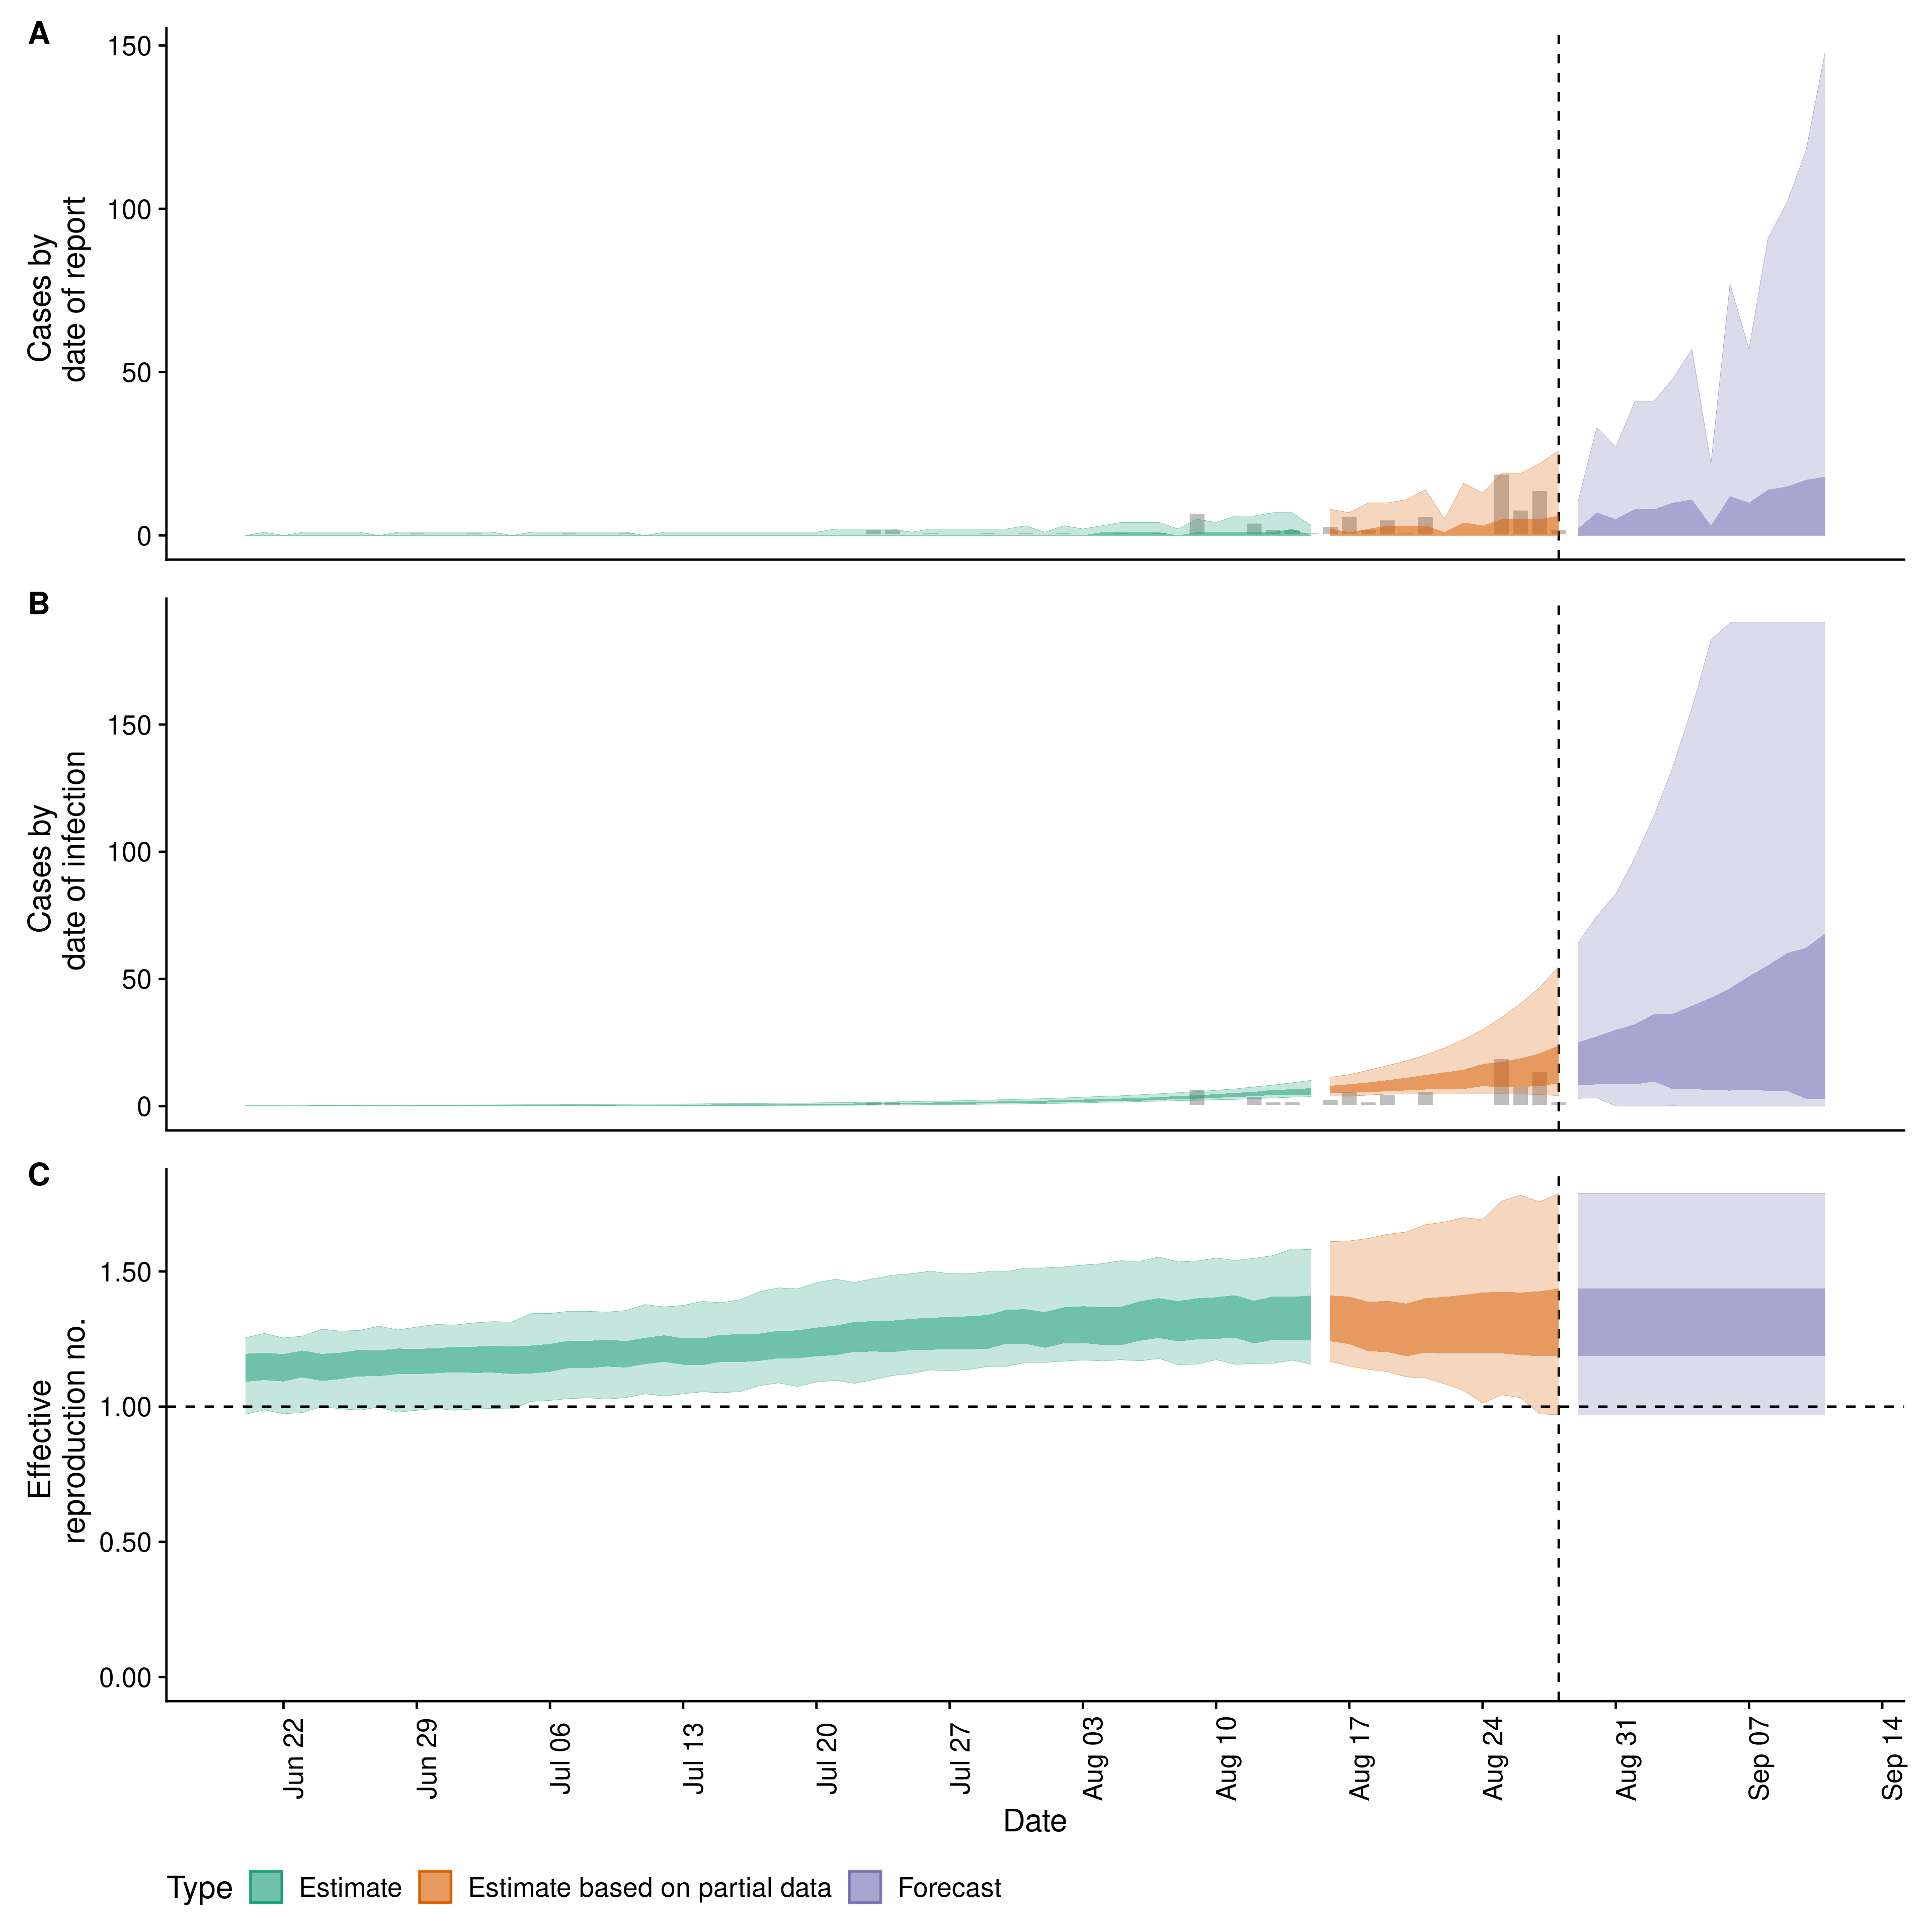 A
150
100
50
0
Cases by
date of report
B
150
100
50
0
Cases by
date of infection
C
1.50
1.00
0.50
0.00
Effective
reproduction no.
Jun 22
Jun 29
Jul 06
Jul 13
Jul 20
Jul 27
Aug 03
Aug 10
Aug 17
Aug 24
Aug 31
Sep 07
Sep 14
Date
Type Estimate Estimate based on partial data Forecast